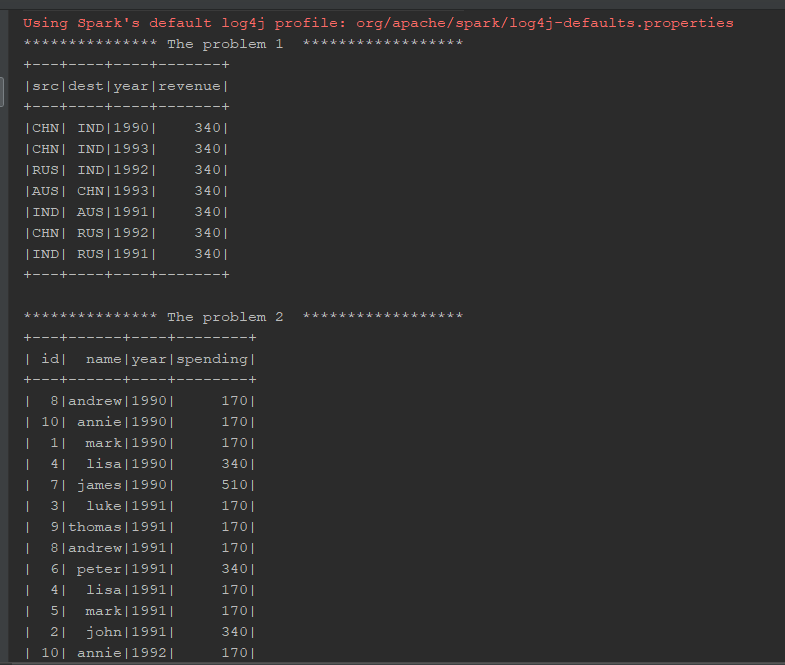 Using Spark's default log4j profile: org/apache/spark/log4j-defaults.properties
*************** The problem 1  ******************
+---+----+----+-------+
|src|dest|year|revenue|
+---+----+----+-------+
|CHN| IND|1990|    340|
|CHN| IND|1993|    340|
|RUS| IND|1992|    340|
|AUS| CHN|1993|    340|
|IND| AUS|1991|    340|
|CHN| RUS|1992|    340|
|IND| RUS|1991|    340|
+---+----+----+-------+
*************** The problem 2  ******************
+---+------+----+--------+
| id|  name|year|spending|
+---+------+----+--------+
|  8|andrew|1990|     170|
| 10| annie|1990|     170|
|  1|  mark|1990|     170|
|  4|  lisa|1990|     340|
|  7| james|1990|     510|
|  3|  luke|1991|     170|
|  9|thomas|1991|     170|
|  8|andrew|1991|     170|
|  6| peter|1991|     340|
|  4|  lisa|1991|     170|
|  5|  mark|1991|     170|
|  2|  john|1991|     340|
| 10| annie|1992|     170|